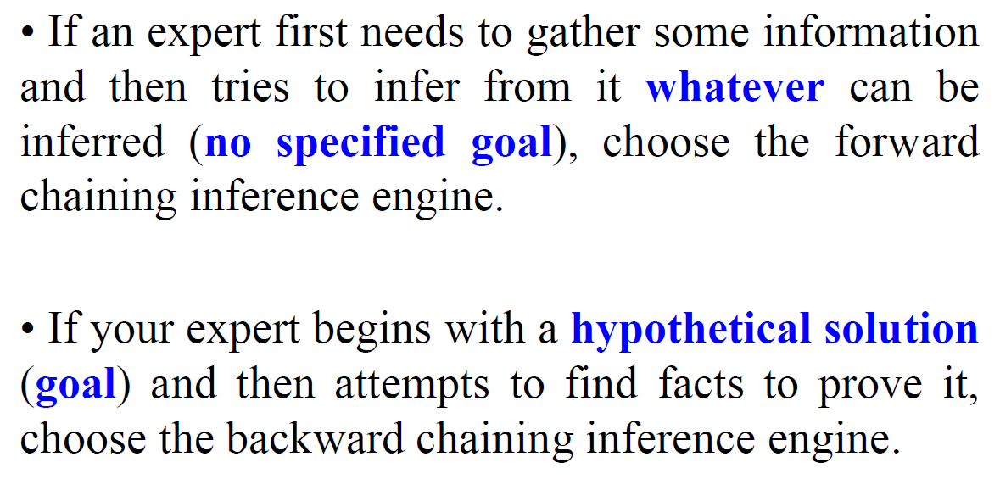 • If an expert first needs to gather some information
and then tries to infer from it whatever can be
inferred (no specified goal), choose the forward
chaining inference engine.
• If your expert begins with a hypothetical solution
(goal) and then attempts to find facts to prove it,
choose the backward chaining inference engine.